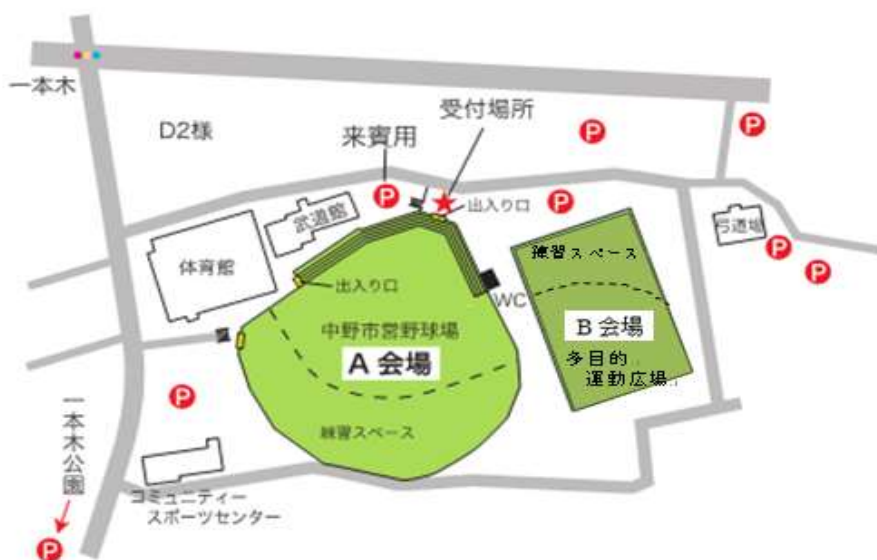 一本木
D2様
来賓用
受付場所
P
P
P
P
出入り口
武道館
体育館
弓道場
練習スペース
P
P
出入り口
WC
中野市営野球場
A 会場
B 会場
多目的
運動広場
P
練習スペース
一本木公園
コミュニティー
スポーツセンター
P